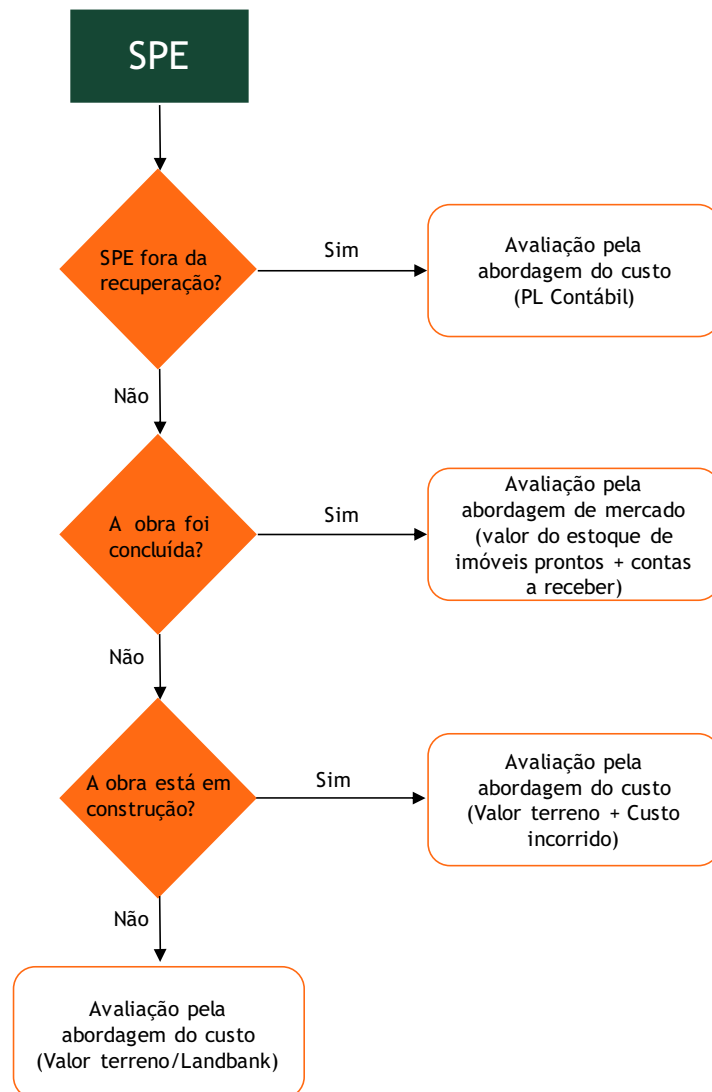 SPE
SPE fora da
recuperação?
Sim
Avaliação pela
abordagem do custo
(PL Contábil)
Não
A obra foi
concluída?
Sim
Avaliação pela
abordagem de mercado
(valor do estoque de
imóveis prontos + contas
a receber)
Não
A obra está em
construção?
Sim
Avaliação pela
abordagem do custo
(Valor terreno + Custo
incorrido)
Não
Avaliação pela
abordagem do custo
(Valor terreno/Landbank)